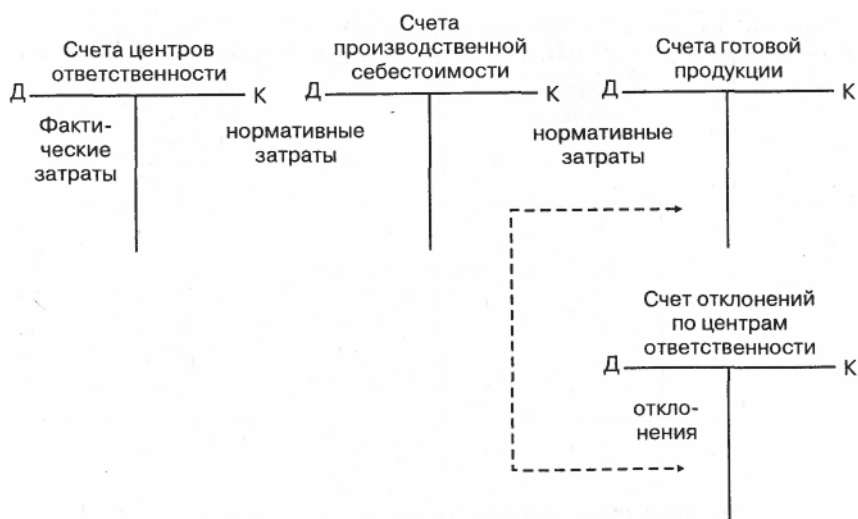 Счета центров
ответственности
Счета
производственной
себестоимости
Счета готовой
продукции
Д К Д К Д К
Факти-
ческие
затраты
нормативные
затраты
нормативные
затраты
Счет отклонений
по центрам
ответственности
Д К
откло-
нения